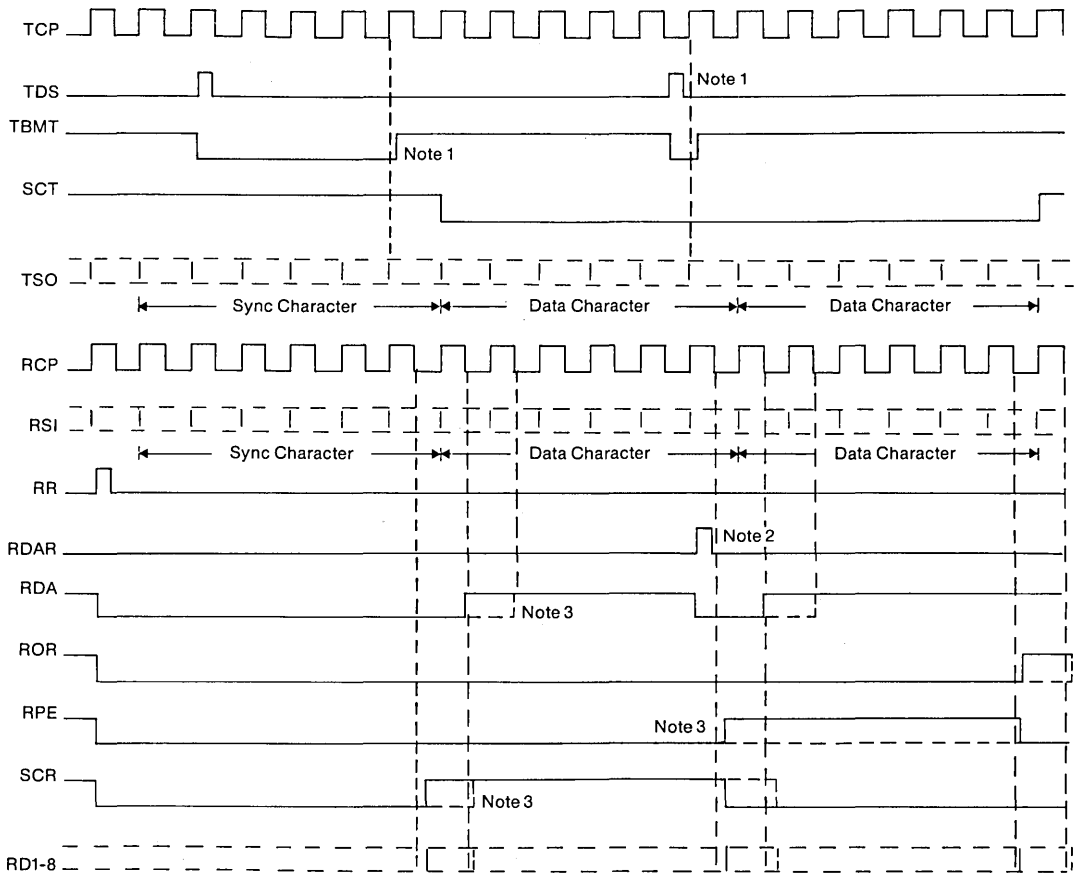 TCP
TDS
Note 1
TBMT
Note 1
SCT
TSO
Sync Character Data Character Data Character
RCP
RSI
Sync Character Data Character Data Character
RR
RDAR
Note 2
RDA
Note 3
ROR
RPE
Note 3
SCR
Note 3
RD1-8